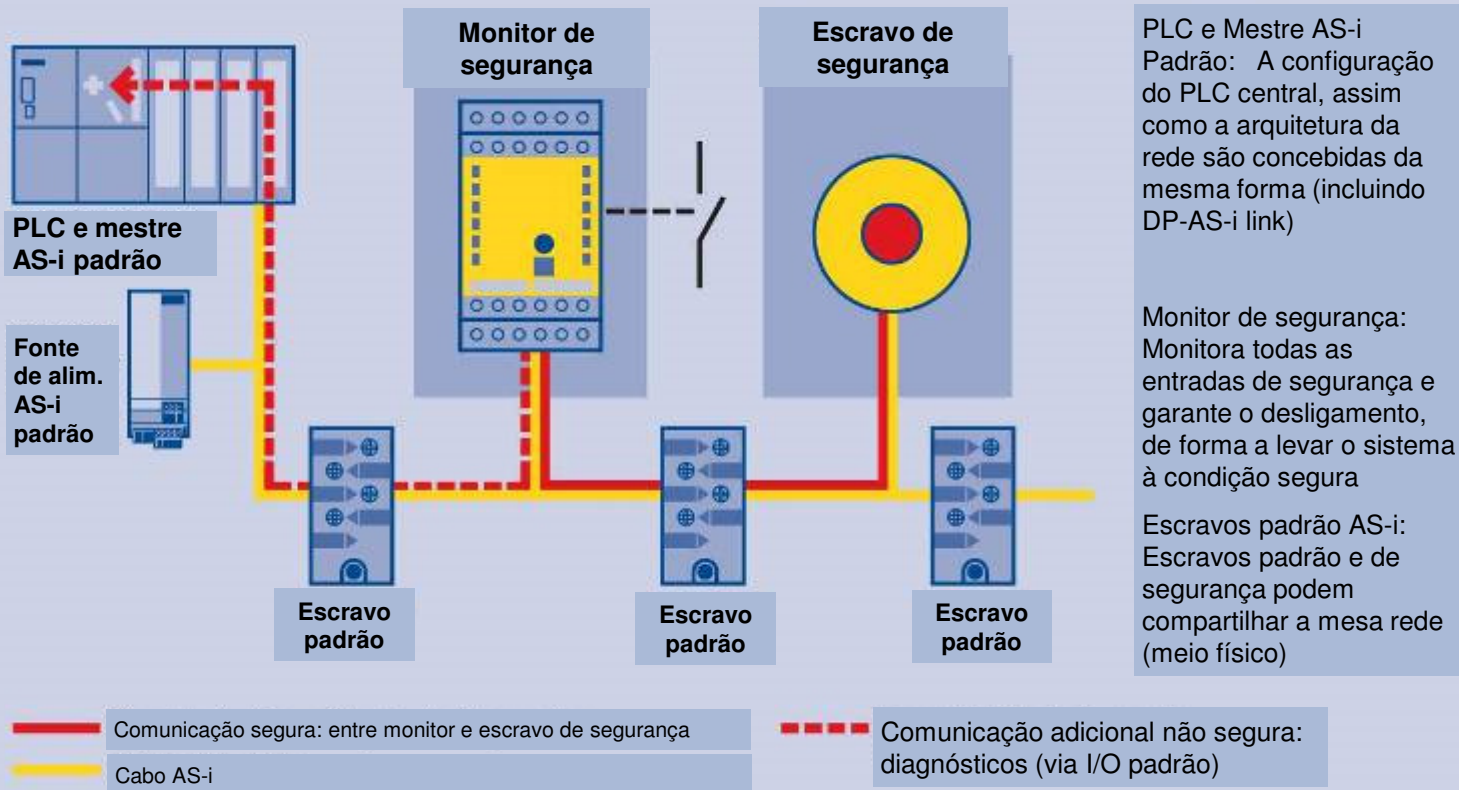 Monitor de
segurança
Escravo de
segurança
PLC e mestre
AS-i padrão
Fonte
de alim.
AS-i
padrão
Escravo
padrão
Escravo
padrão
Escravo
padrão
PLC e Mestre AS-i
Padrão: A configuração
do PLC central, assim
como a arquitetura da
rede são concebidas da
mesma forma (incluindo
DP-AS-i link)
Monitor de segurança:
Monitora todas as
entradas de segurança e
garante o desligamento,
de forma a levar o sistema
à condição segura
Escravos padrão AS-i:
Escravos padrão e de
segurança podem
compartilhar a mesa rede
(meio físico)
Comunicação segura: entre monitor e escravo de segurança
Cabo AS-i
Comunicação adicional não segura:
diagnósticos (via I/O padrão)